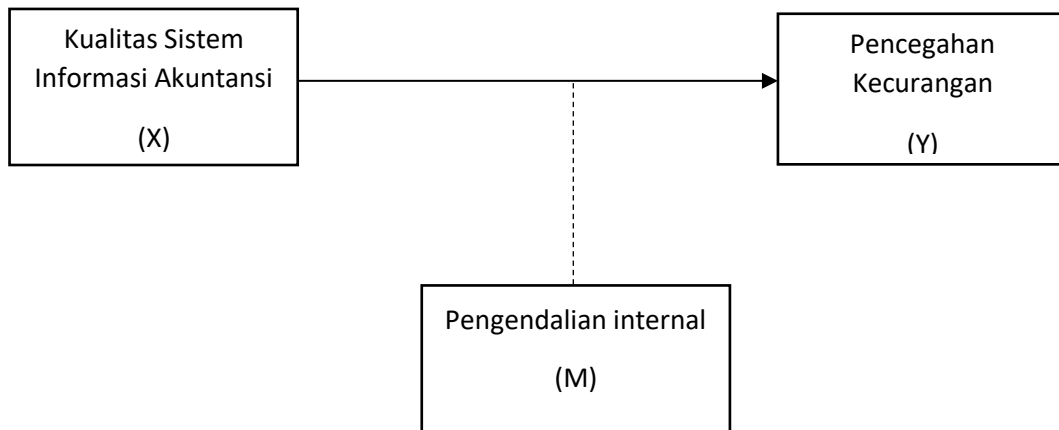 Kualitas Sistem
Informasi Akuntansi
(X)
Pencegahan
Kecurangan
(Y)
Pengendalian internal
(M)